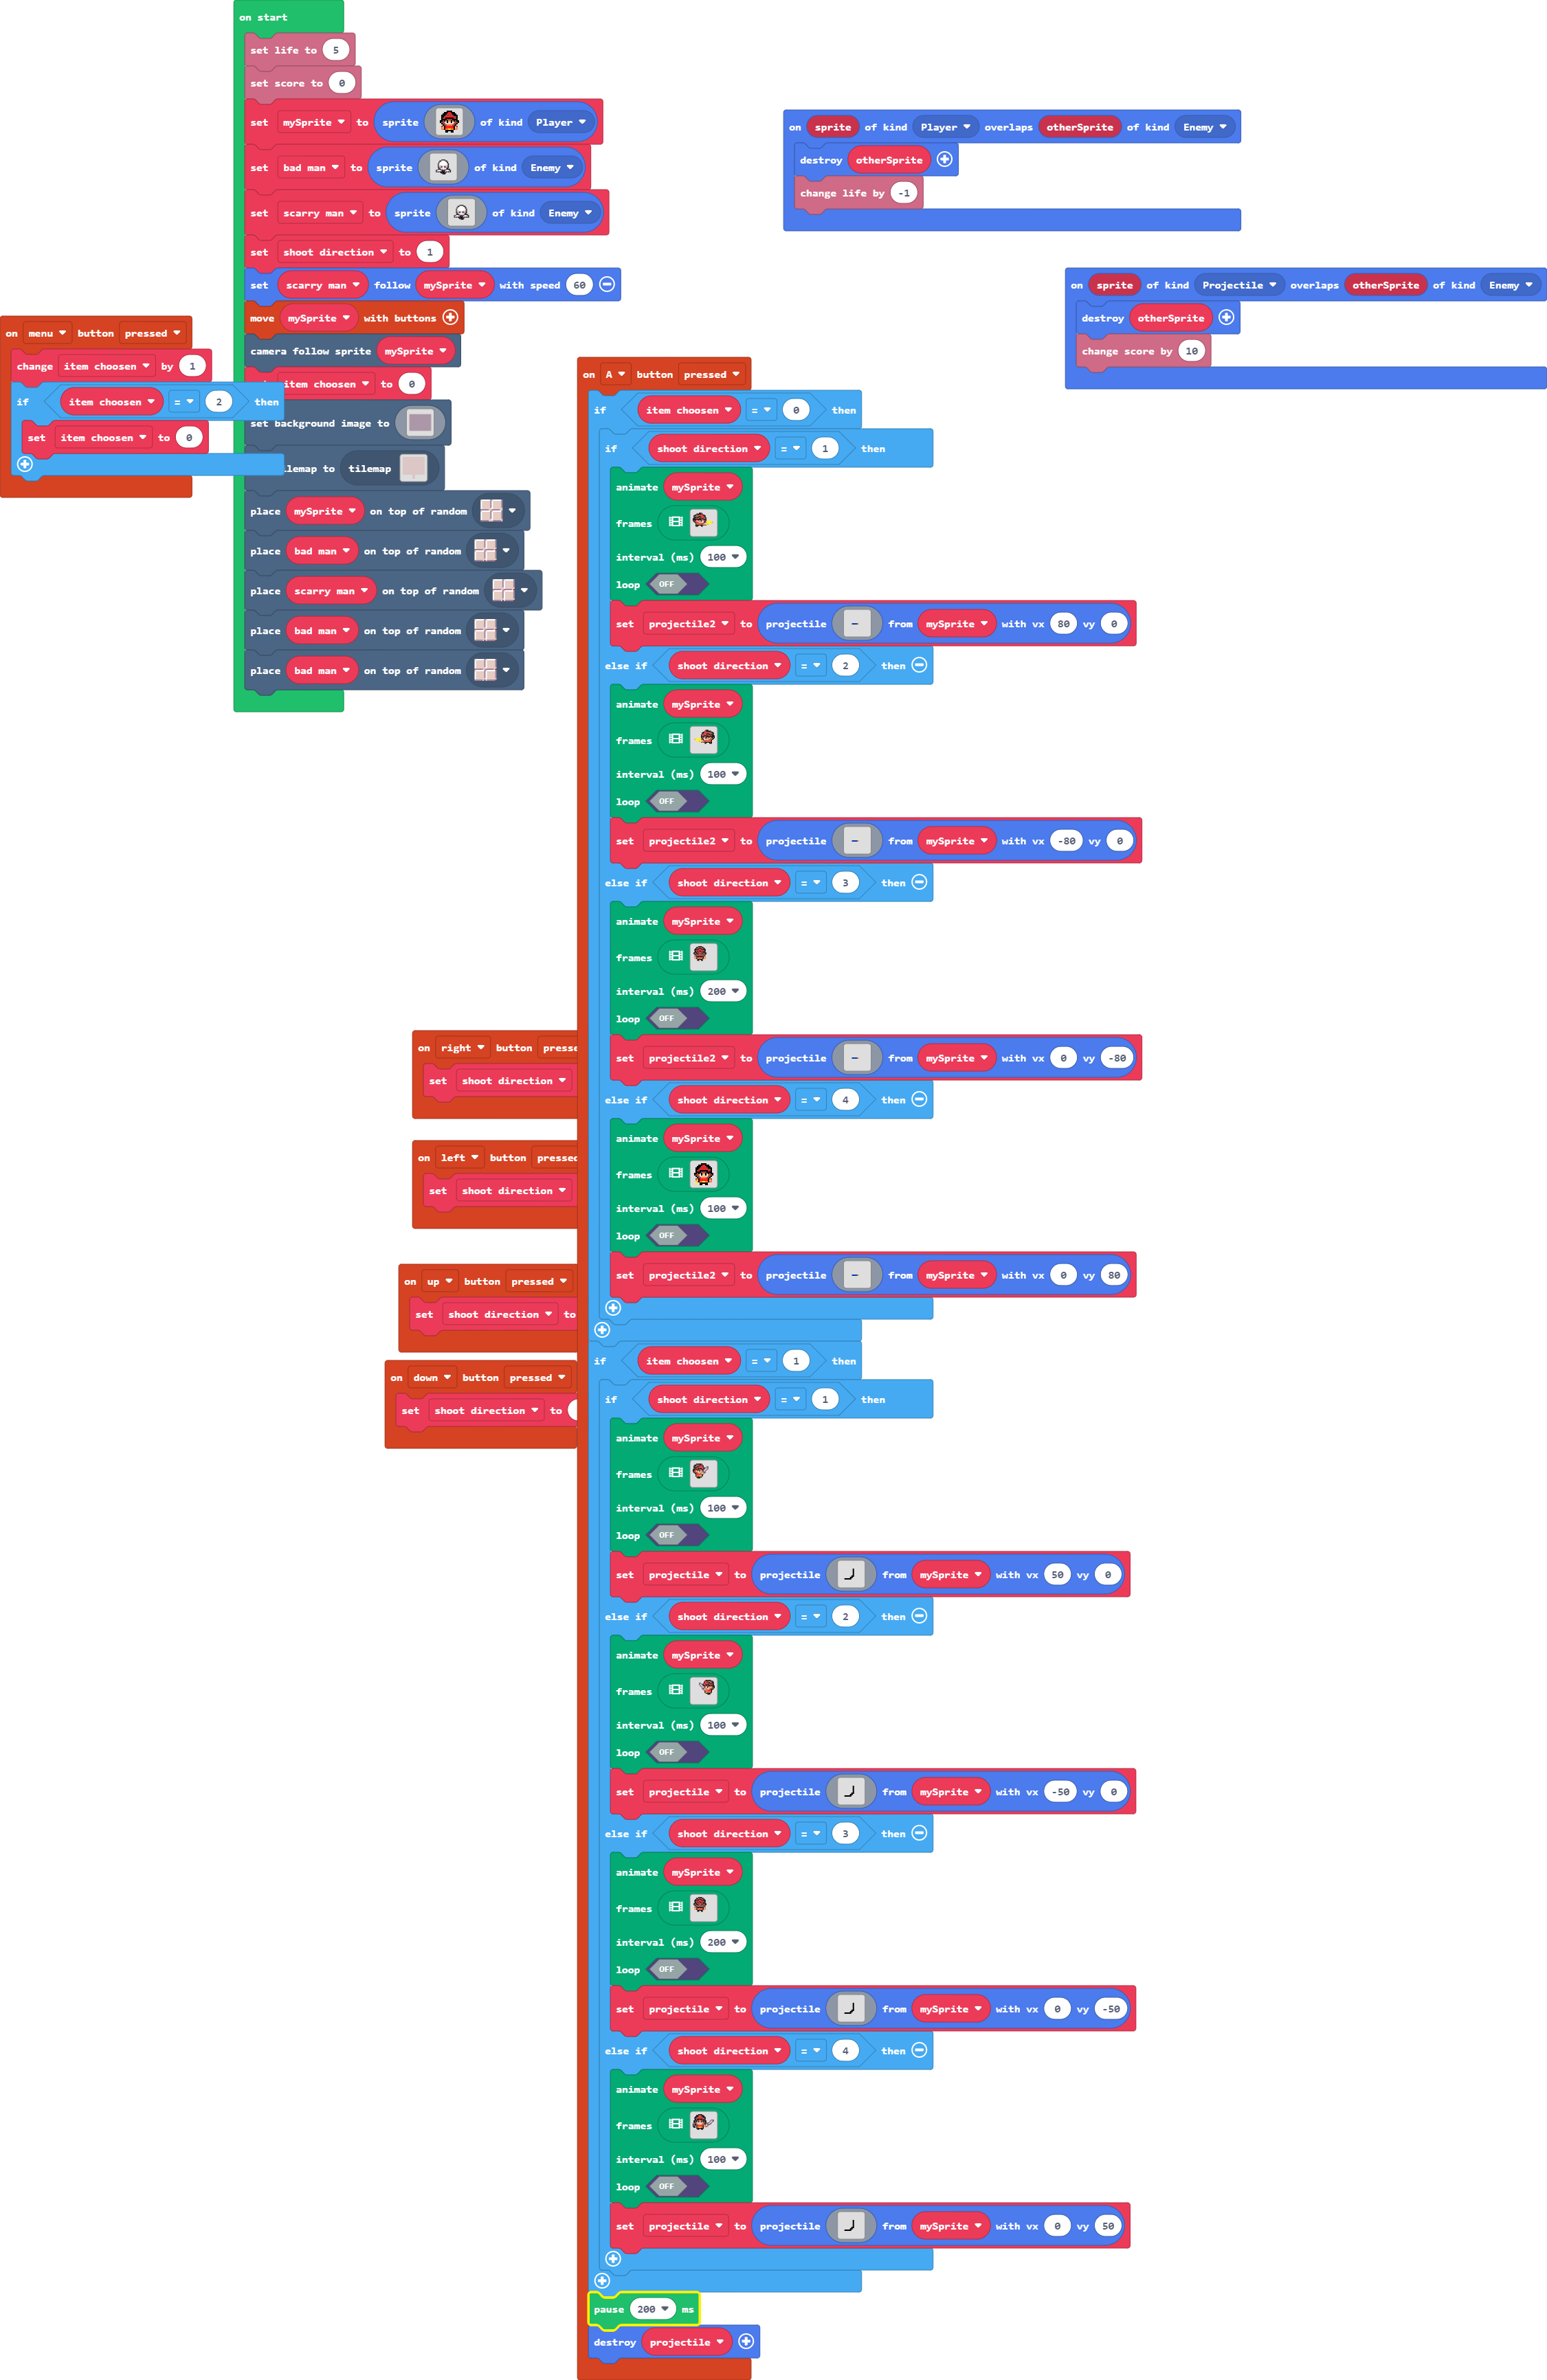 on start
set life to 5
set score to 0
set mySprite to sprite of kind Player
set bad man to sprite of kind Enemy
set scarry man to sprite of kind Enemy
set shoot direction to 1
set scarry man follow mySprite with speed 60
move mySprite with buttons
camera follow sprite mySprite
item choosen to 0
set background image to
lemap to tilemap
place mySprite on top of random
place bad man on top of random
place scarry man on top of random
place bad man on top of random
place bad man on top of random
on menu button pressed
change item choosen by 1
if item choosen = 2 then
set item choosen to 0
on sprite of kind Player overlaps otherSprite of kind Enemy
destroy otherSprite
change life by -1
on sprite of kind Projectile overlaps otherSprite of kind Enemy
destroy otherSprite
change score by 10
on right button presse
set shoot direction
on left button pressed
set shoot direction
on up button pressed
set shoot direction to
on down button pressed
set shoot direction to
on A button pressed
if item choosen = 0 then
if shoot direction = 1 then
animate mySprite
frames
interval (ms) 100
loop OFF
set projectile2 to projectile from mySprite with vx 80 vy 0
else if shoot direction = 2 then
animate mySprite
frames
interval (ms) 100
loop OFF
set projectile2 to projectile from mySprite with vx -80 vy 0
else if shoot direction = 3 then
animate mySprite
frames
interval (ms) 200
loop OFF
set projectile2 to projectile from mySprite with vx 0 vy -80
else if shoot direction = 4 then
animate mySprite
frames
interval (ms) 100
loop OFF
set projectile2 to projectile from mySprite with vx 0 vy 80
if item choosen = 1 then
if shoot direction = 1 then
animate mySprite
frames
interval (ms) 100
loop OFF
set projectile to projectile from mySprite with vx 50 vy 0
else if shoot direction = 2 then
animate mySprite
frames
interval (ms) 100
loop OFF
set projectile to projectile from mySprite with vx -50 vy 0
else if shoot direction = 3 then
animate mySprite
frames
interval (ms) 200
loop OFF
set projectile to projectile from mySprite with vx 0 vy -50
else if shoot direction = 4 then
animate mySprite
frames
interval (ms) 100
loop OFF
set projectile to projectile from mySprite with vx 0 vy 50
pause 200 ms
destroy projectile